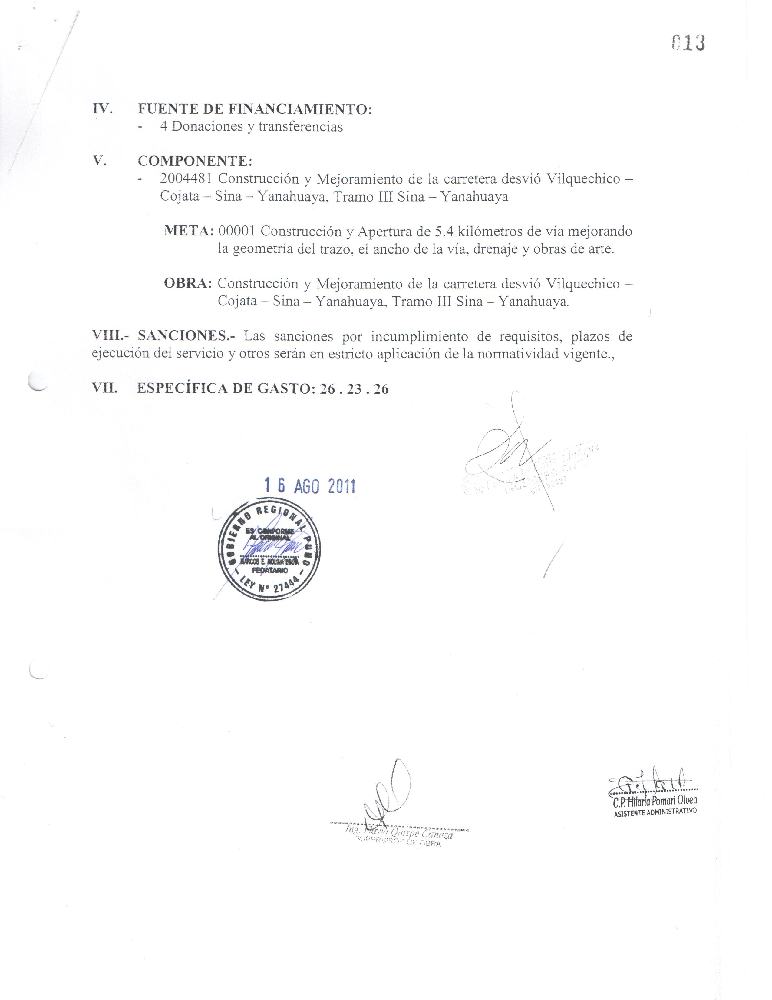 013
IV. FUENTE DE FINANCIAMIENTO:
- 4 Donaciones y transferencias
V. COMPONENTE:
- 2004481 Construcción y Mejoramiento de la carretera desvió Vilquechico –
Cojata – Sina – Yanahuaya, Tramo III Sina – Yanahuaya
META: 00001 Construcción y Apertura de 5.4 kilómetros de vía mejorando
la geometría del trazo, el ancho de la vía, drenaje y obras de arte.
OBRA: Construcción y Mejoramiento de la carretera desvió Vilquechico –
Cojata – Sina – Yanahuaya, Tramo III Sina – Yanahuaya.
VIII.- SANCIONES.- Las sanciones por incumplimiento de requisitos, plazos de
ejecución del servicio y otros serán en estricto aplicación de la normatividad vigente.,
VII. ESPECÍFICA DE GASTO: 26 . 23 . 26
INGENIERO CIVIL
16 AGO 2011
GOBIERNO REGIONAL PUNO
ES CONFORME
AL ORIGINAL
MARCOS E. MOLINA
FEDATARIO
LEY N° 27444
C.P. Hilaria Pomari Olvea
ASISTENTE ADMINISTRATIVO
Ing. Flavio Quispe Canaza
SUPERVISOR DE OBRA